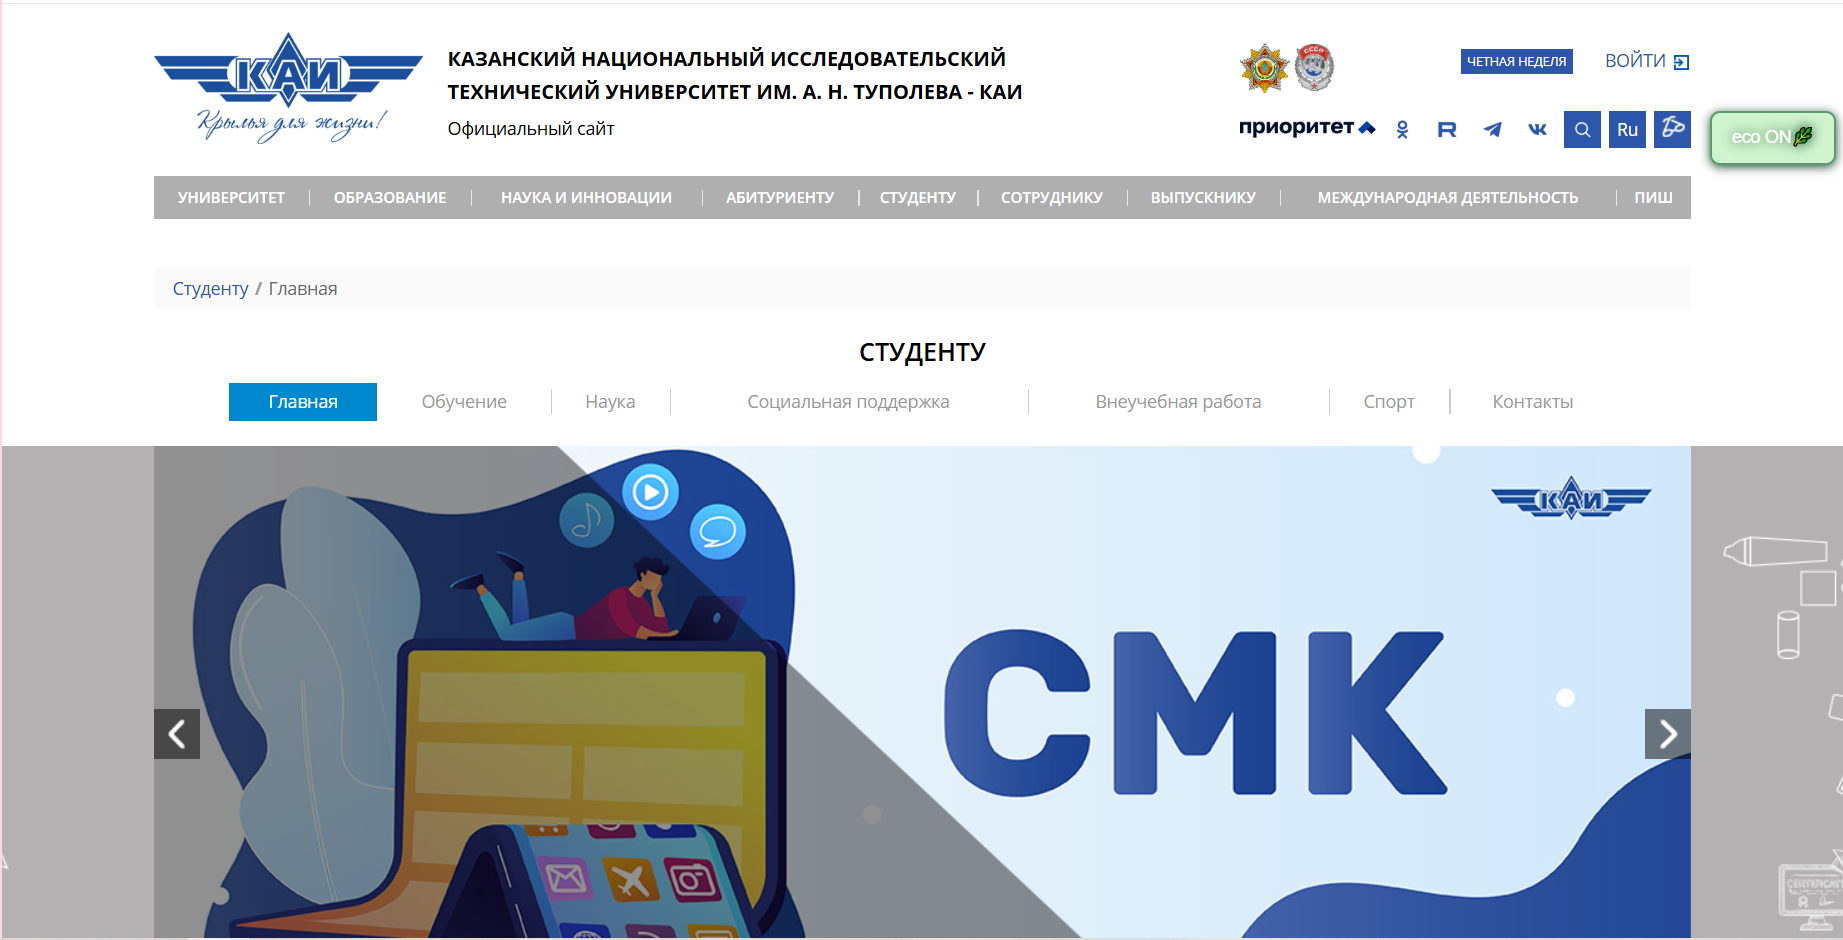 КАИ
Крылья для жизни!
КАЗАНСКИЙ НАЦИОНАЛЬНЫЙ ИССЛЕДОВАТЕЛЬСКИЙ
ТЕХНИЧЕСКИЙ УНИВЕРСИТЕТ ИМ. А. Н. ТУПОЛЕВА - КАИ
Официальный сайт
СССР
ЧЕТНАЯ НЕДЕЛЯ
ВОЙТИ
приоритет
Ru
eco ON
УНИВЕРСИТЕТ
ОБРАЗОВАНИЕ
НАУКА И ИННОВАЦИИ
АБИТУРИЕНТУ
СТУДЕНТУ
СОТРУДНИКУ
ВЫПУСКНИКУ
МЕЖДУНАРОДНАЯ ДЕЯТЕЛЬНОСТЬ
ПИШ
Студенту / Главная
СТУДЕНТУ
Главная
Обучение
Наука
Социальная поддержка
Внеучебная работа
Спорт
Контакты
КАИ
СМК